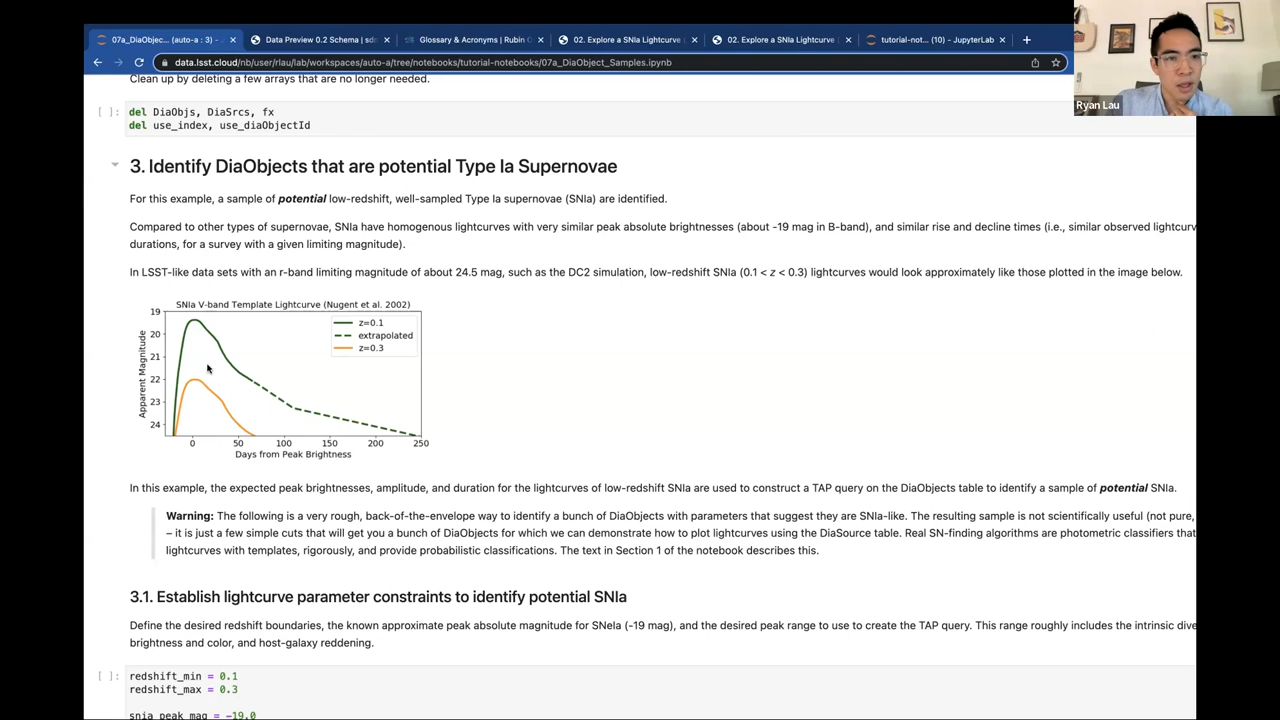 07a_DiaObjec… (auto-a : 3) -
Data Preview 0.2 Schema | sd
Glossary & Acronyms | Rubin O
02. Explore a SNIa Lightcurve
02. Explore a SNIa Lightcurve
tutorial-not… (10) - JupyterLab
data.lsst.cloud/nb/user/rlau/lab/workspaces/auto-a/tree/notebooks/tutorial-notebooks/07a_DiaObject_Samples.ipynb
Ryan Lau
Clean up by deleting a few arrays that are no longer needed.
[ ]: del DiaObjs, DiaSrcs, fx
del use_index, use_diaObjectId
3. Identify DiaObjects that are potential Type Ia Supernovae
For this example, a sample of potential low-redshift, well-sampled Type Ia supernovae (SNIa) are identified.
Compared to other types of supernovae, SNIa have homogenous lightcurves with very similar peak absolute brightnesses (about -19 mag in B-band), and similar rise and decline times (i.e., similar observed lightcurv
durations, for a survey with a given limiting magnitude).
In LSST-like data sets with an r-band limiting magnitude of about 24.5 mag, such as the DC2 simulation, low-redshift SNIa (0.1 < z < 0.3) lightcurves would look approximately like those plotted in the image below.
SNIa V-band Template Lightcurve (Nugent et al. 2002)
19
20
21
22
23
24
Apparent Magnitude
z=0.1
extrapolated
z=0.3
0 50 100 150 200 250
Days from Peak Brightness
In this example, the expected peak brightnesses, amplitude, and duration for the lightcurves of low-redshift SNIa are used to construct a TAP query on the DiaObjects table to identify a sample of potential SNIa.
Warning: The following is a very rough, back-of-the-envelope way to identify a bunch of DiaObjects with parameters that suggest they are SNIa-like. The resulting sample is not scientifically useful (not pure,
– it is just a few simple cuts that will get you a bunch of DiaObjects for which we can demonstrate how to plot lightcurves using the DiaSource table. Real SN-finding algorithms are photometric classifiers that
lightcurves with templates, rigorously, and provide probabilistic classifications. The text in Section 1 of the notebook describes this.
3.1. Establish lightcurve parameter constraints to identify potential SNIa
Define the desired redshift boundaries, the known approximate peak absolute magnitude for SNeIa (-19 mag), and the desired peak range to use to create the TAP query. This range roughly includes the intrinsic dive
brightness and color, and host-galaxy reddening.
[ ]: redshift_min = 0.1
redshift_max = 0.3
snia_peak_mag = -19.0